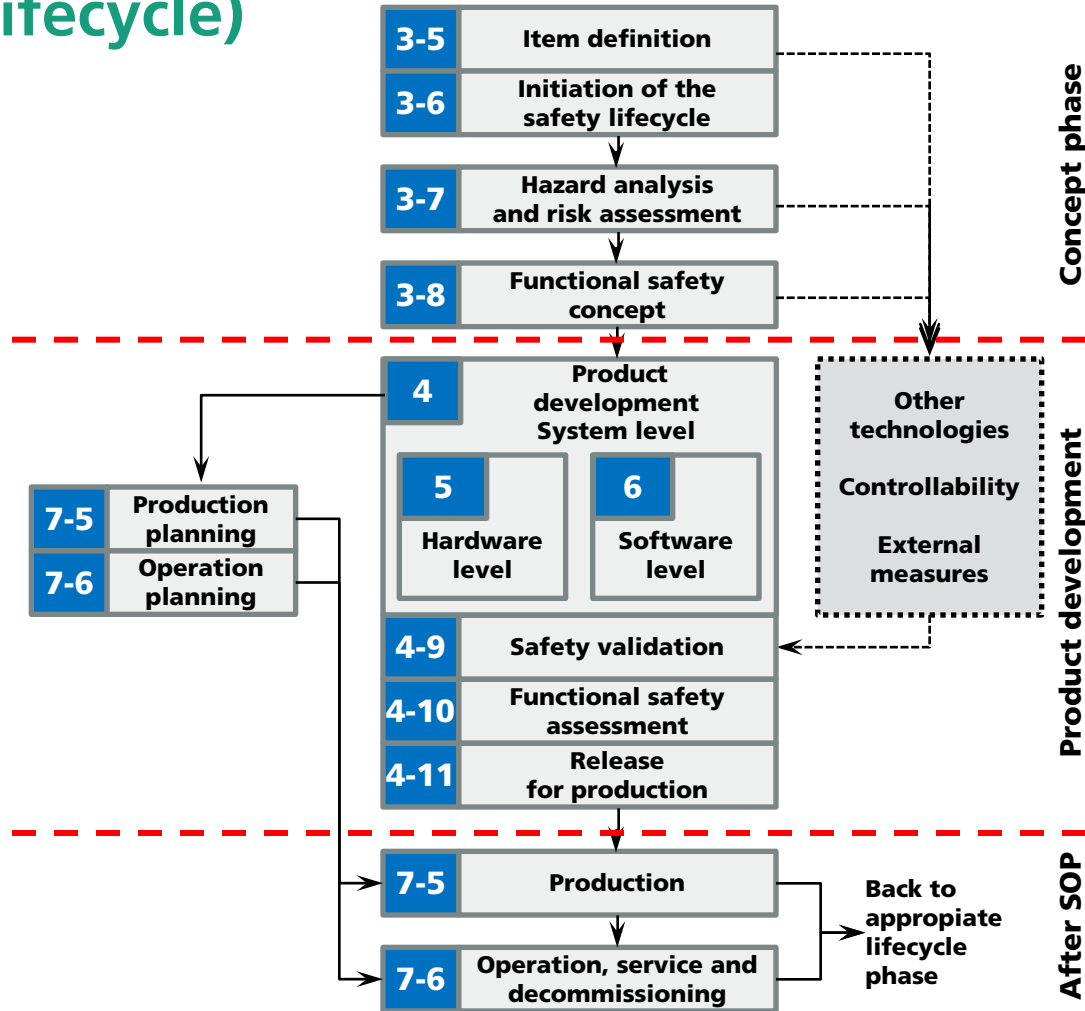 ifecycle)
3-5
Item definition
3-6
Initiation of the
safety lifecycle
3-7
Hazard analysis
and risk assessment
3-8
Functional safety
concept
Concept phase
4
Product
development
System level
5
Hardware
level
6
Software
level
Other
technologies
Controllability
External
measures
7-5
Production
planning
7-6
Operation
planning
4-9
Safety validation
4-10
Functional safety
assessment
4-11
Release
for production
Product development
7-5
Production
7-6
Operation, service and
decommissioning
Back to
appropiate
lifecycle
phase
After SOP